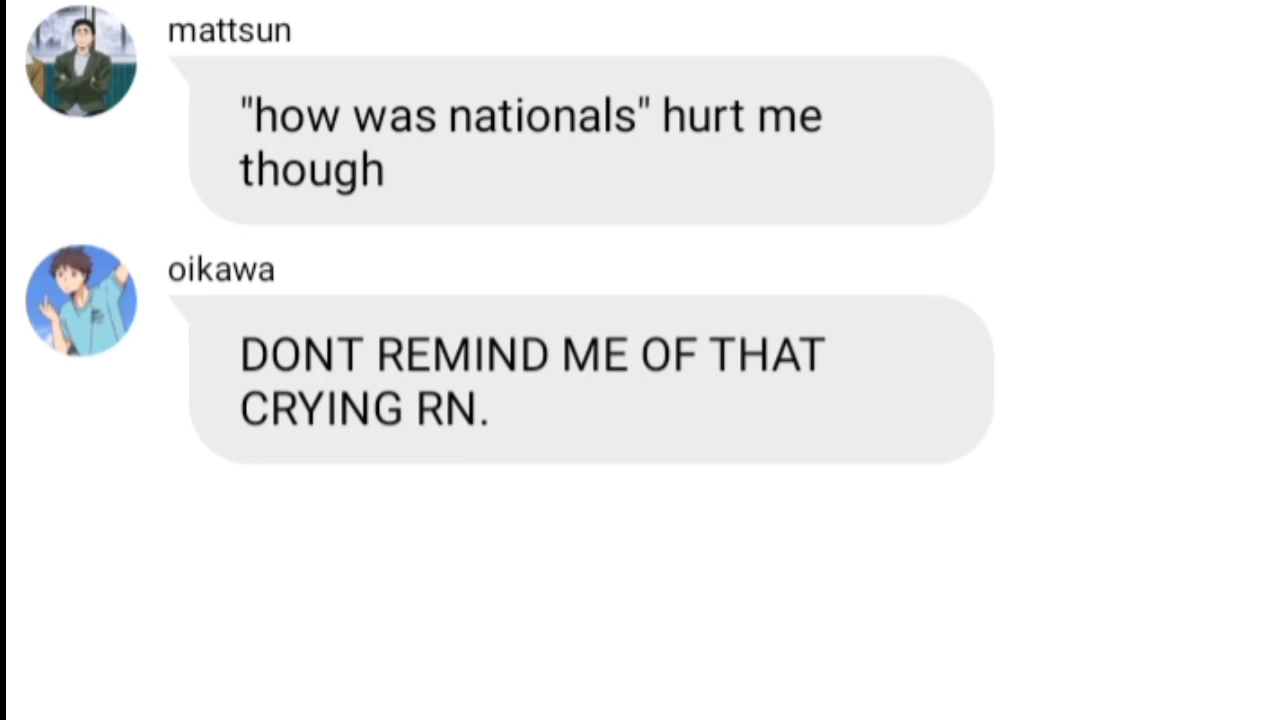 mattsun
"how was nationals" hurt me
though
oikawa
DONT REMIND ME OF THAT
CRYING RN.